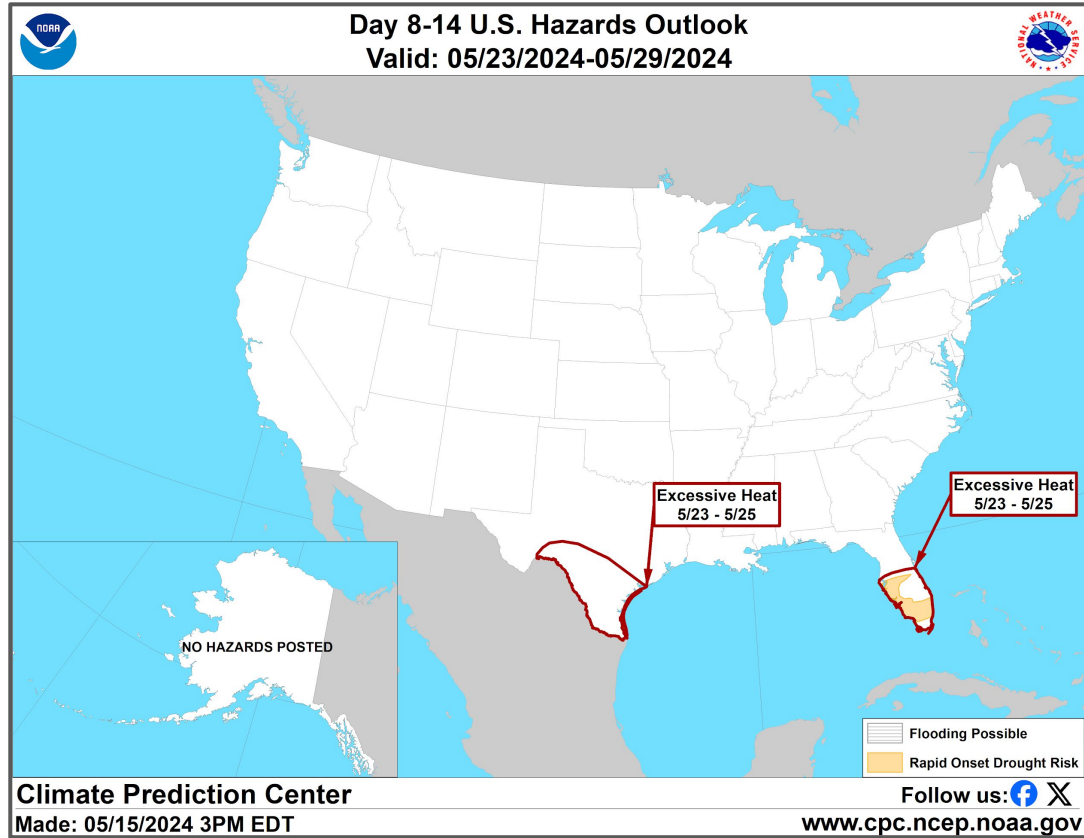 NOAA
Day 8-14 U.S. Hazards Outlook
Valid: 05/23/2024-05/29/2024
NATIONAL WEATHER SERVICE
Excessive Heat
5/23 - 5/25
Excessive Heat
5/23 - 5/25
NO HAZARDS POSTED
Flooding Possible
Rapid Onset Drought Risk
Climate Prediction Center
Follow us:
Made: 05/15/2024 3PM EDT
www.cpc.ncep.noaa.gov